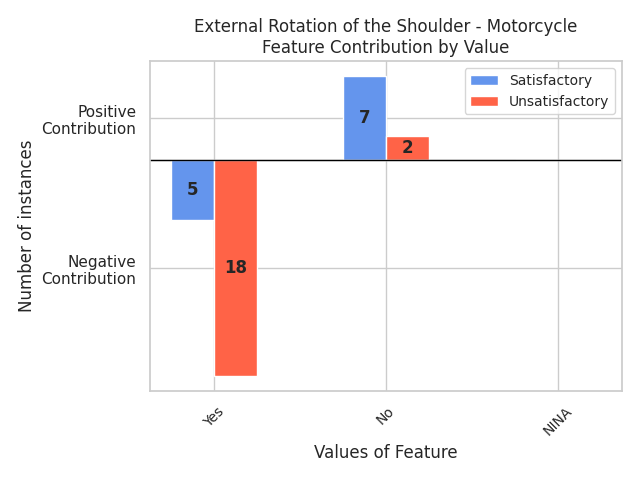 External Rotation of the Shoulder - Motorcycle
Feature Contribution by Value
Satisfactory
Unsatisfactory
Positive
Contribution
Negative
Contribution
Number of instances
7
2
5
18
Yes
No
NINA
Values of Feature